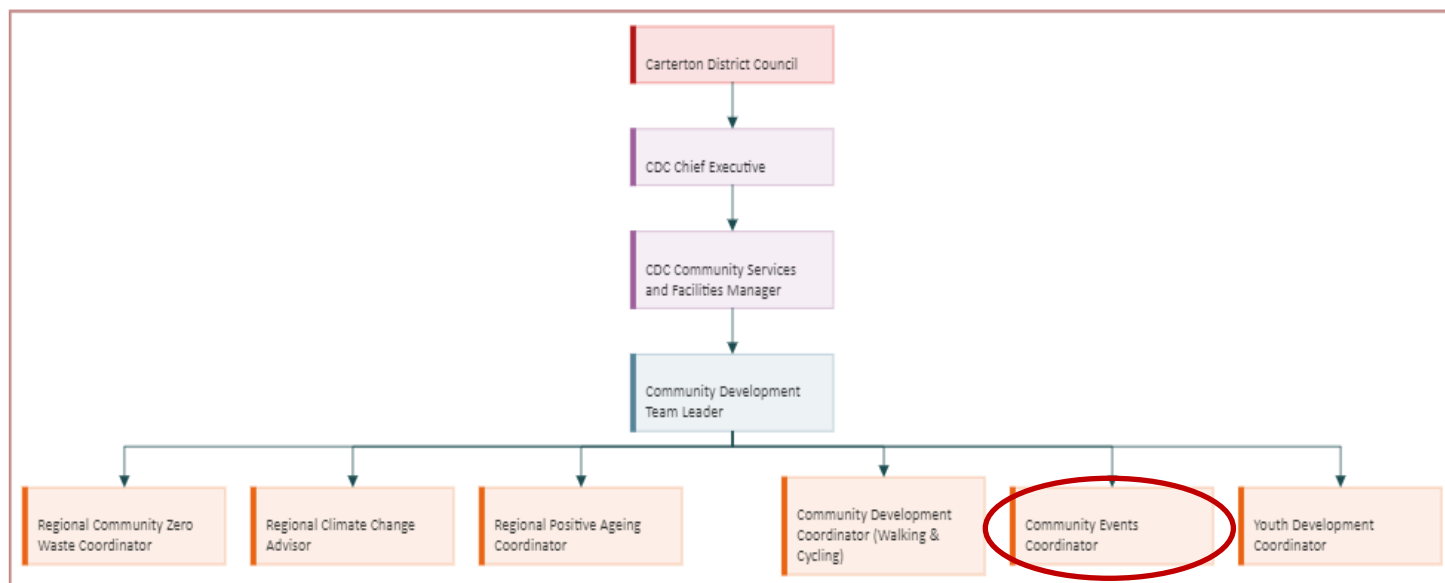 Carterton District Council
CDC Chief Executive
CDC Community Services
and Facilities Manager
Community Development
Team Leader
Regional Community Zero
Waste Coordinator
Regional Climate Change
Advisor
Regional Positive Ageing
Coordinator
Community Development
Coordinator (Walking &
Cycling)
Community Events
Coordinator
Youth Development
Coordinator